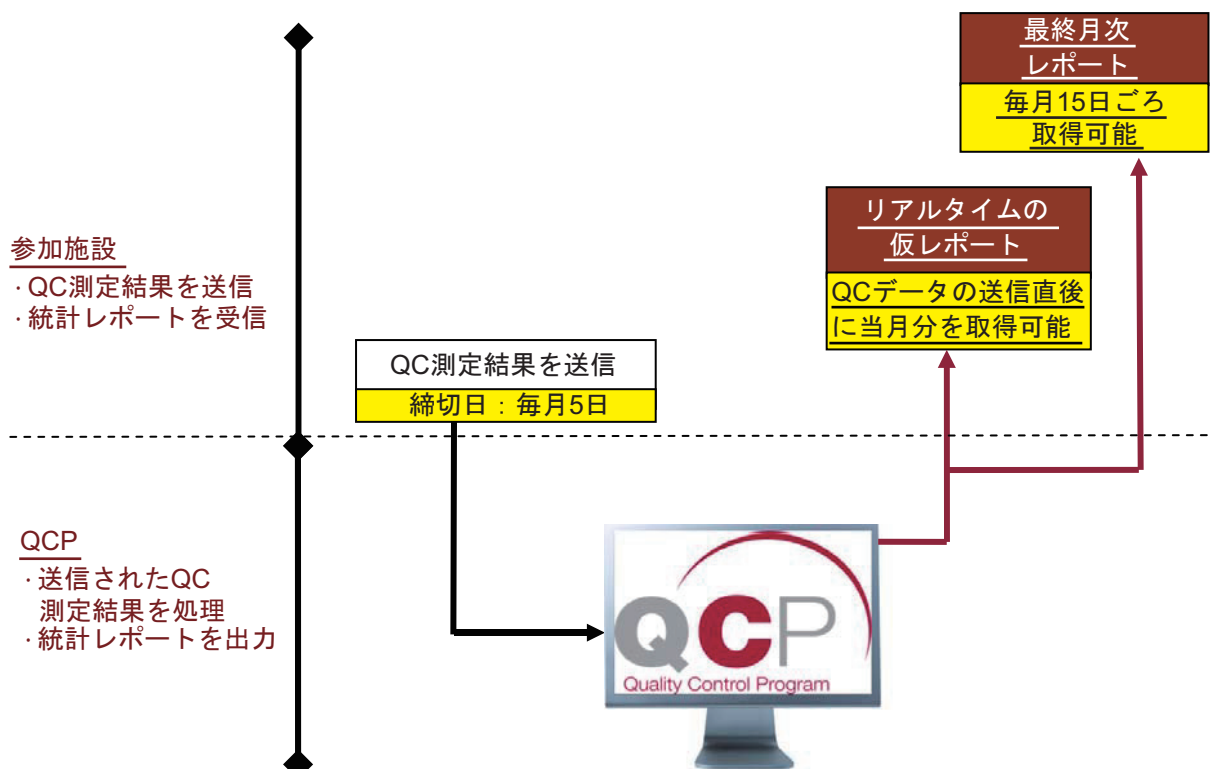 最終月次
レポート
毎月15日ごろ
取得可能
リアルタイムの
仮レポート
QCデータの送信直後
に当月分を取得可能
参加施設
・QC測定結果を送信
・統計レポートを受信
QC測定結果を送信
締切日：毎月5日
QCP
・送信されたQC
測定結果を処理
・統計レポートを出力
QCP
Quality Control Program